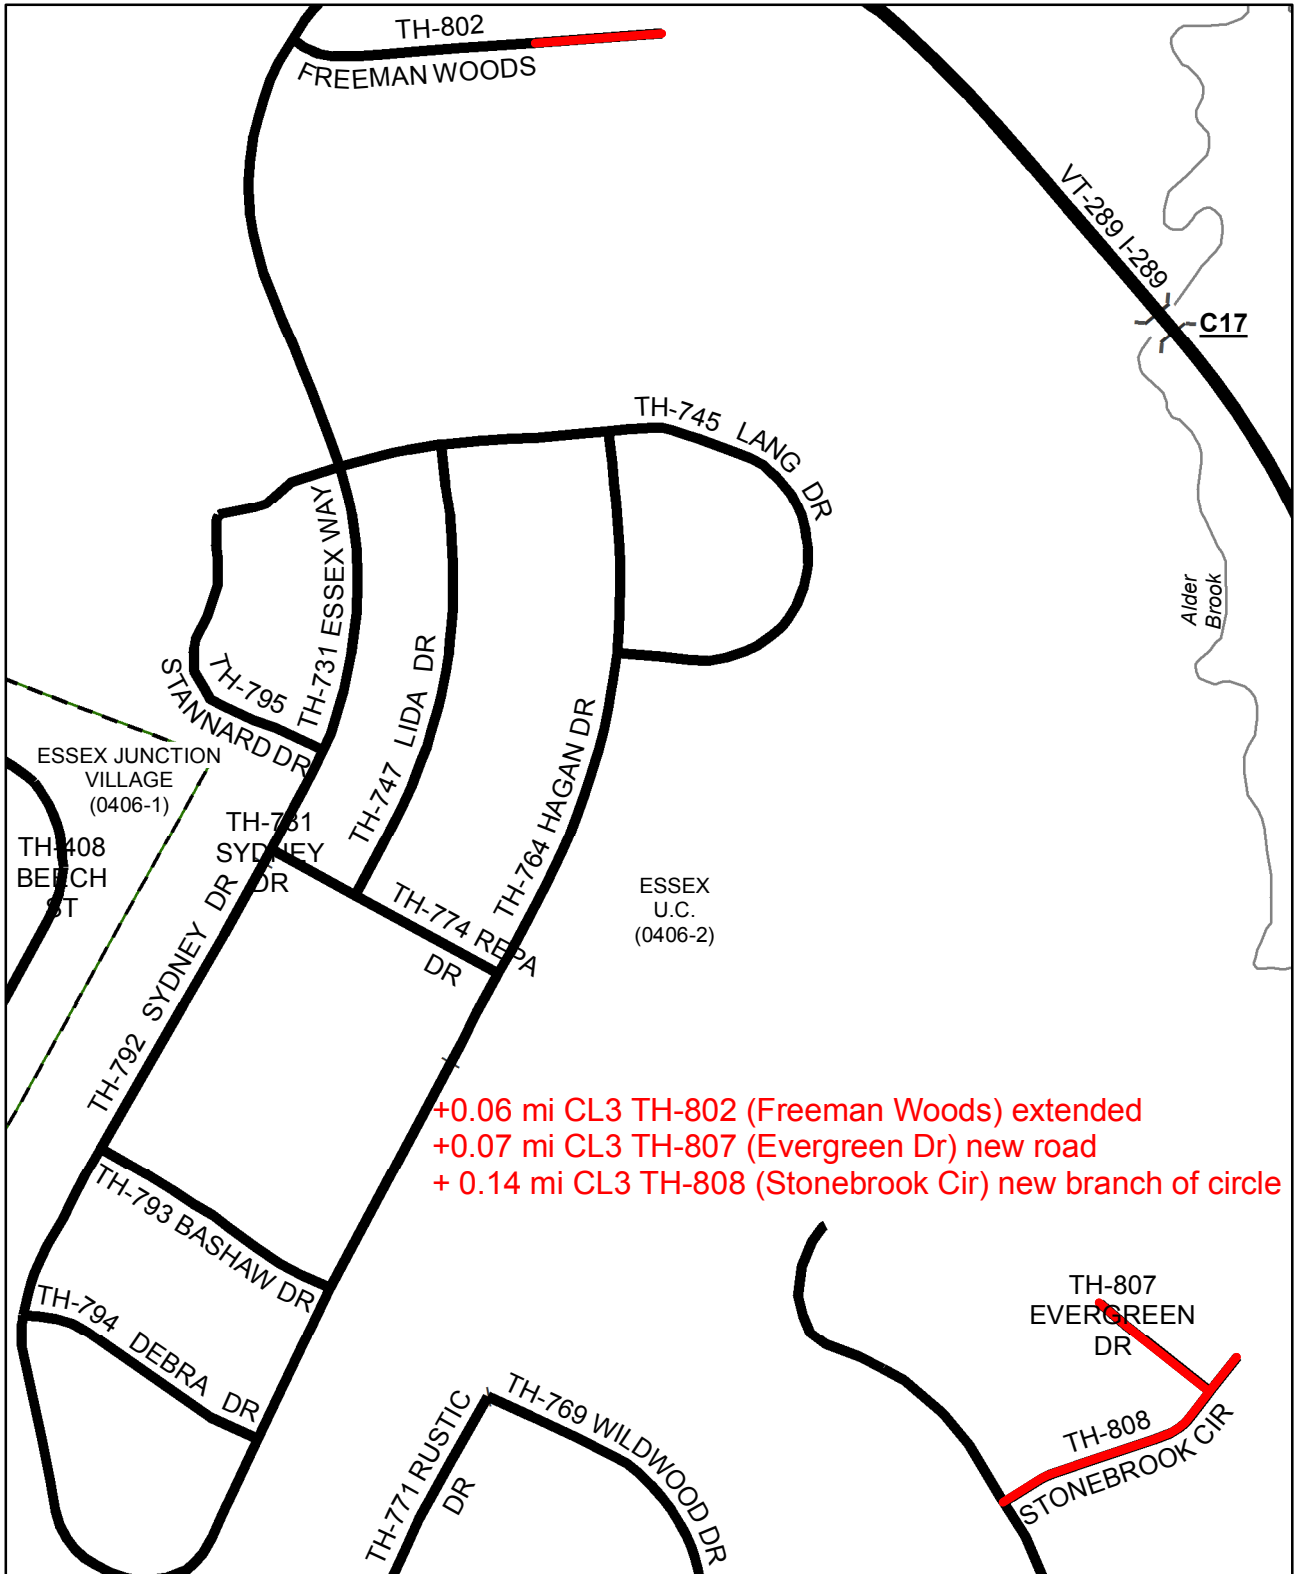 TH-802
FREEMAN WOODS
VT-289 I-289
C17
TH-745 LANG DR
TH-731 ESSEX WAY
Alder
Brook
TH-795
STANNARD DR
TH-747 LIDA DR
TH-764 HAGAN DR
ESSEX JUNCTION
VILLAGE
(0406-1)
TH-731
SYDNEY
DR
TH-408
BEECH
ST
ESSEX
U.C.
(0406-2)
TH-774 REPA
DR
TH-792 SYDNEY DR
+0.06 mi CL3 TH-802 (Freeman Woods) extended
+0.07 mi CL3 TH-807 (Evergreen Dr) new road
+ 0.14 mi CL3 TH-808 (Stonebrook Cir) new branch of circle
TH-793 BASHAW DR
TH-794 DEBRA DR
TH-807
EVERGREEN
DR
TH-769 WILDWOOD DR
TH-771 RUSTIC
DR
TH-808
STONEBROOK CIR